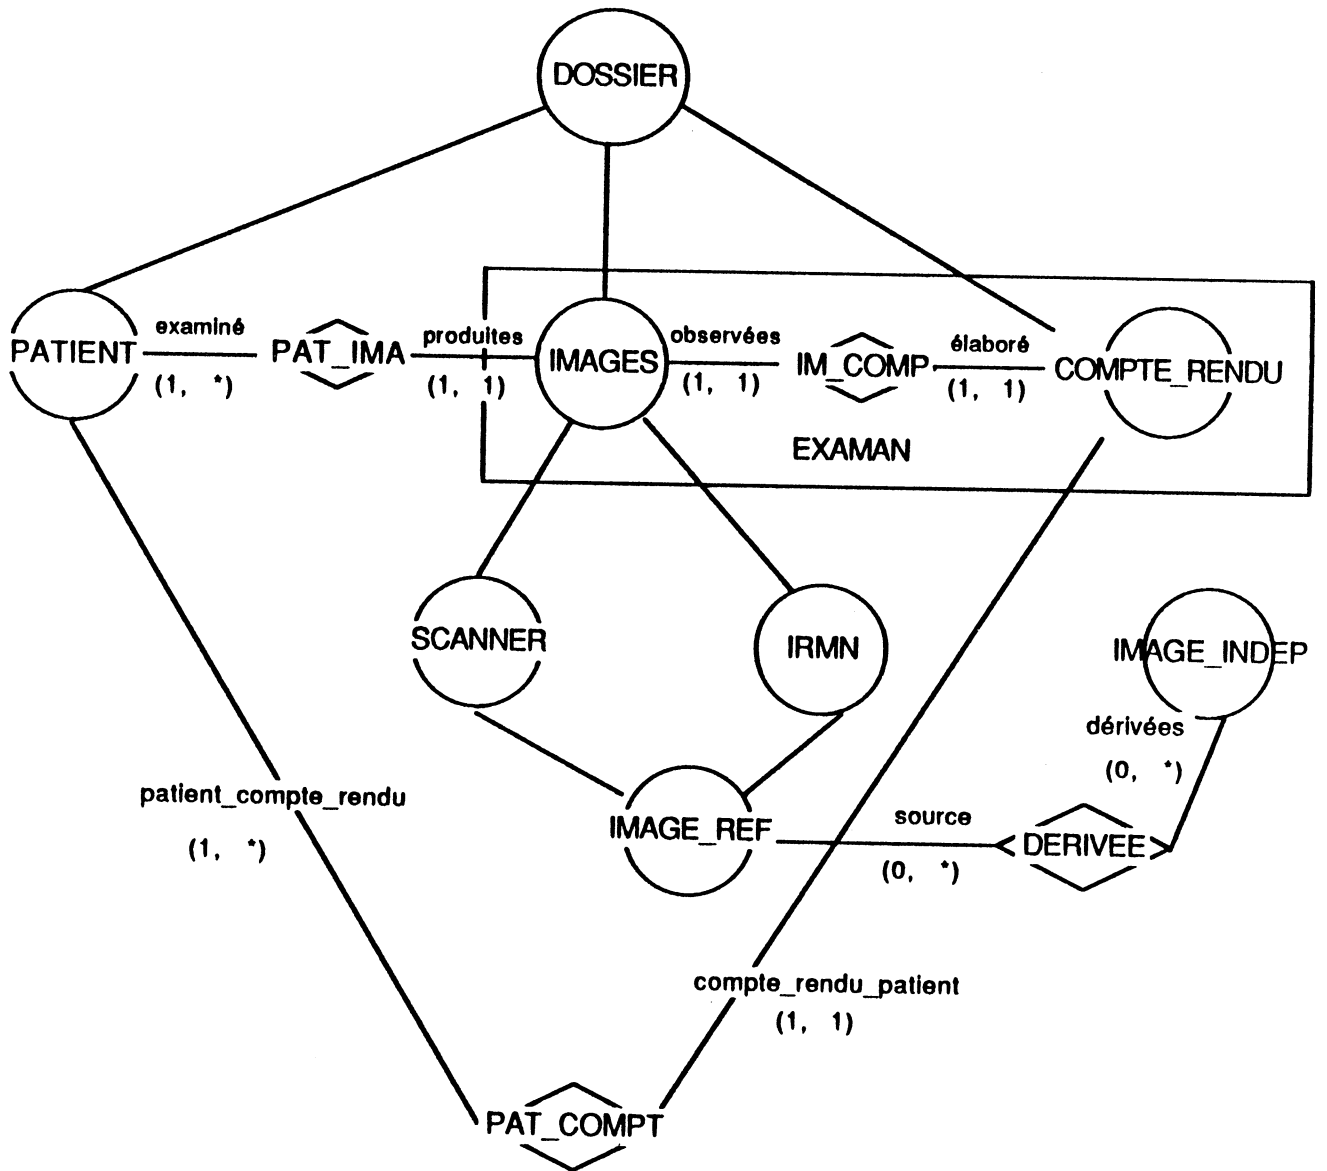 DOSSIER
PATIENT
examiné
(1, *)
PAT_IMA
produites
(1, 1)
IMAGES
observées
(1, 1)
IM_COMP
élaboré
(1, 1)
COMPTE_RENDU
EXAMAN
SCANNER
IRMN
IMAGE_INDEP
dérivées
(0, *)
patient_compte_rendu
(1, *)
IMAGE_REF
source
(0, *)
DERIVEE
compte_rendu_patient
(1, 1)
PAT_COMPT